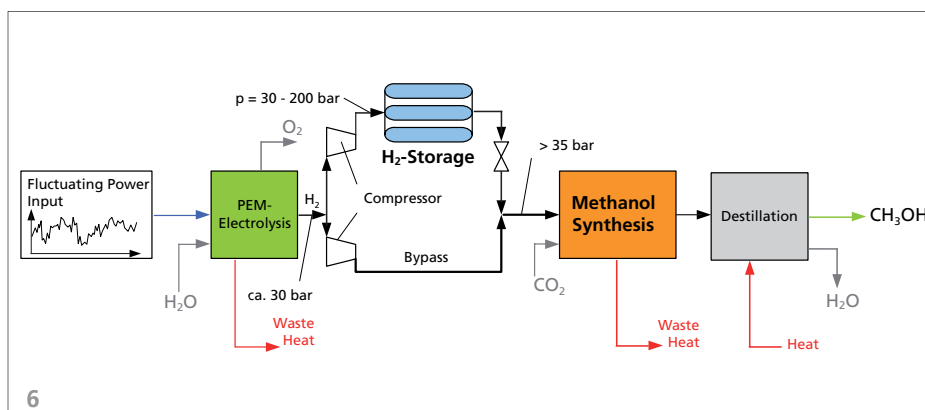 p = 30 - 200 bar
O₂
H₂-Storage
> 35 bar
Fluctuating Power
Input
PEM-
Electrolysis
H₂
Compressor
Methanol
Synthesis
Destillation
CH₃OH
Bypass
H₂O
ca. 30 bar
CO₂
H₂O
Waste
Heat
Waste
Heat
Heat
6